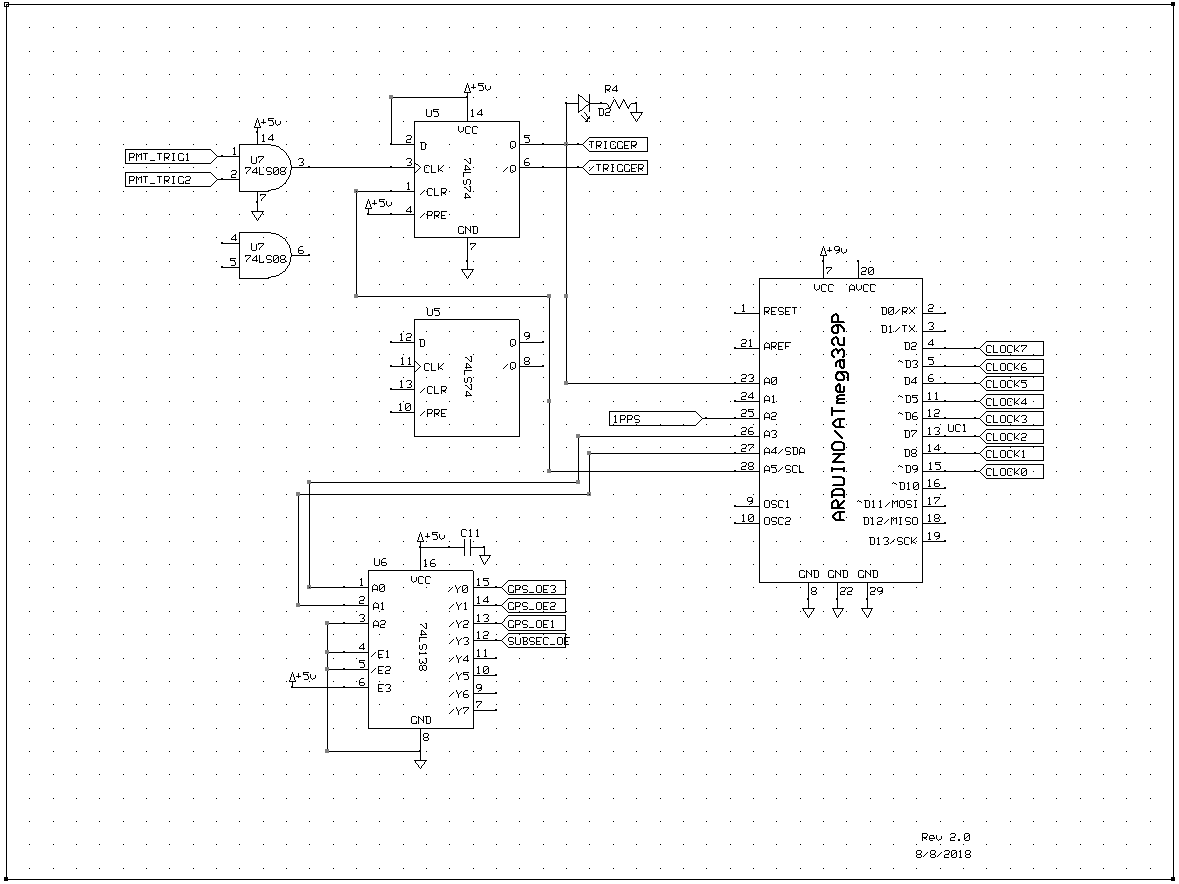 +5v
14
PMT_TRIG1
1
U7
74LS08
3
PMT_TRIG2
2
7
4
U7
74LS08
6
5
+5v
U5
14
VCC
2
D
Q
5
3
CLK
/Q
6
1
/CLR
74LS74
+5v
4
/PRE
GND
7
R4
D2
TRIGGER
/TRIGGER
U5
12
D
Q
9
11
CLK
/Q
8
13
/CLR
74LS74
10
/PRE
+9v
7
20
VCC
AVCC
1
RESET
D0/RX
2
D1/TX
3
21
AREF
D2
4
CLOCK7
~D3
5
CLOCK6
23
A0
D4
6
CLOCK5
24
A1
~D5
11
CLOCK4
1PPS
25
A2
~D6
12
CLOCK3
26
A3
D7
13
UC1
CLOCK2
27
A4/SDA
D8
14
CLOCK1
28
A5/SCL
~D9
15
CLOCK0
~D10
16
9
OSC1
~D11/MOSI
17
10
OSC2
D12/MISO
18
D13/SCK
19
ARDUINO/ATmega329P
GND
GND
GND
8
22
29
+5v
C11
U6
16
VCC
1
A0
/Y0
15
GPS_OE3
2
A1
/Y1
14
GPS_OE2
3
A2
/Y2
13
GPS_OE1
/Y3
12
SUBSEC_OE
4
/E1
/Y4
11
5
/E2
/Y5
10
+5v
6
E3
/Y6
9
/Y7
7
74LS138
GND
8
Rev 2.0
8/8/2018